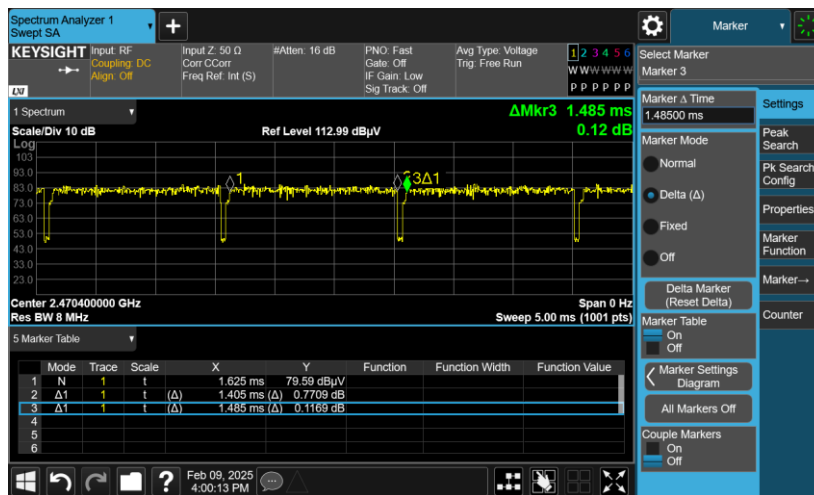 Spectrum Analyzer 1
Swept SA
Marker
KEYSIGHT
LXI
Input: RF
Coupling: DC
Align: Off
Input Z: 50 Ω
Corr CCorr
Freq Ref: Int (S)
#Atten: 16 dB
PNO: Fast
Gate: Off
IF Gain: Low
Sig Track: Off
Avg Type: Voltage
Trig: Free Run
1 2 3 4 5 6
W W W W W W
P P P P P P
Select Marker
Marker 3
1 Spectrum
ΔMkr3 1.485 ms
0.12 dB
Scale/Div 10 dB
Ref Level 112.99 dBµV
Log
103
93.0
83.0
73.0
63.0
53.0
43.0
33.0
23.0
1
3Δ1
Center 2.470400000 GHz
Span 0 Hz
Res BW 8 MHz
Sweep 5.00 ms (1001 pts)
5 Marker Table
Mode Trace Scale X Y Function Function Width Function Value
1 N 1 t 1.625 ms 79.59 dBµV
2 Δ1 1 t (Δ) 1.405 ms (Δ) 0.7709 dB
3 Δ1 1 t (Δ) 1.485 ms (Δ) 0.1169 dB
4
5
6
Marker Δ Time
1.48500 ms
Marker Mode
Normal
Delta (Δ)
Fixed
Off
Delta Marker
(Reset Delta)
Marker Table
On
Off
Marker Settings
Diagram
All Markers Off
Couple Markers
On
Off
Settings
Peak
Search
Pk Search
Config
Properties
Marker
Function
Marker→
Counter
Feb 09, 2025
4:00:13 PM